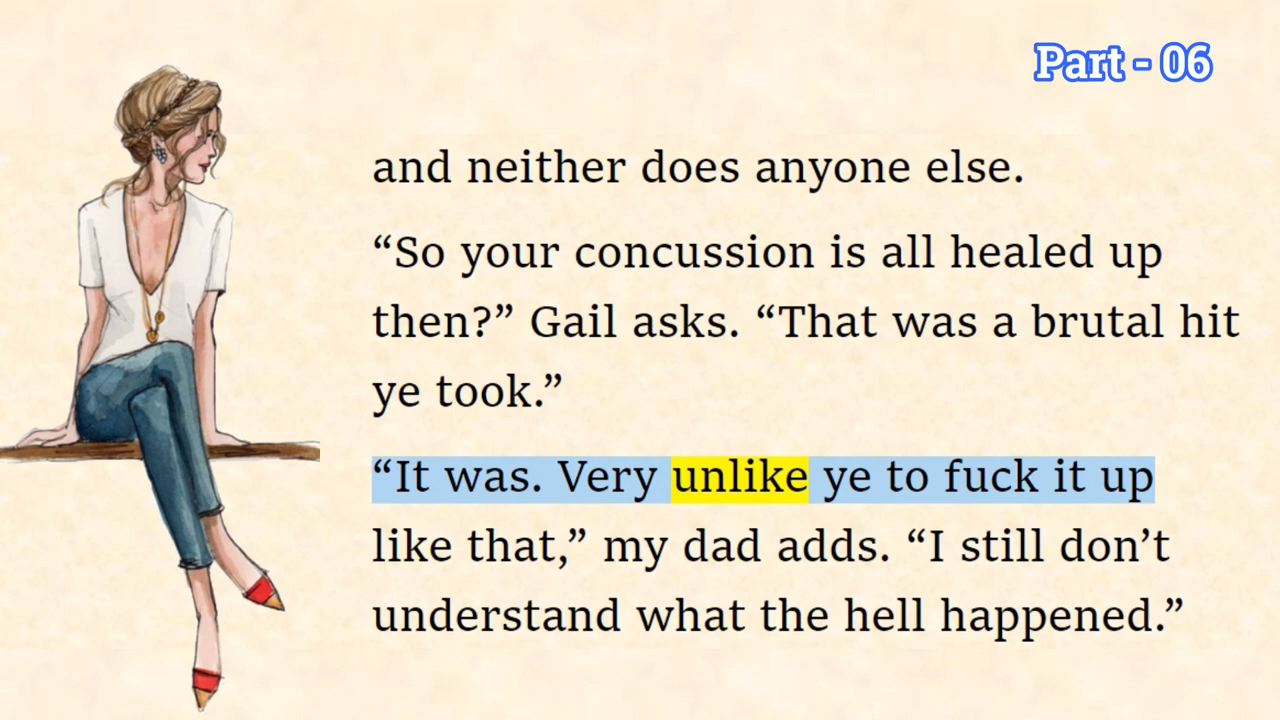 Part - 06
and neither does anyone else.
“So your concussion is all healed up
then?” Gail asks. “That was a brutal hit
ye took.”
“It was. Very unlike ye to fuck it up
like that,” my dad adds. “I still don’t
understand what the hell happened.”